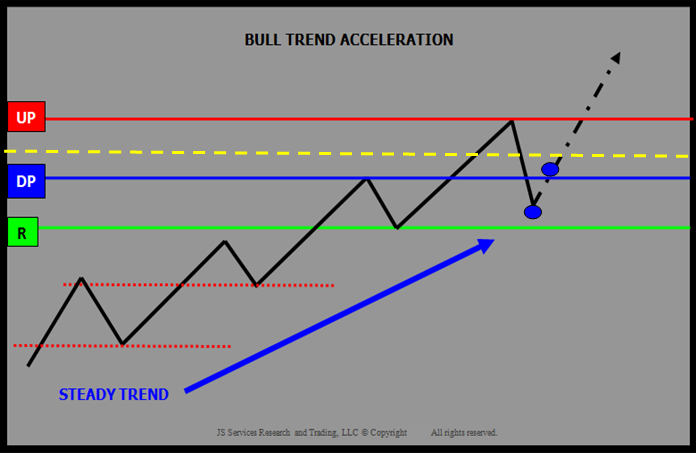 BULL TREND ACCELERATION
UP
DP
R
STEADY TREND
JS Services Research and Trading, LLC © Copyright All rights reserved.